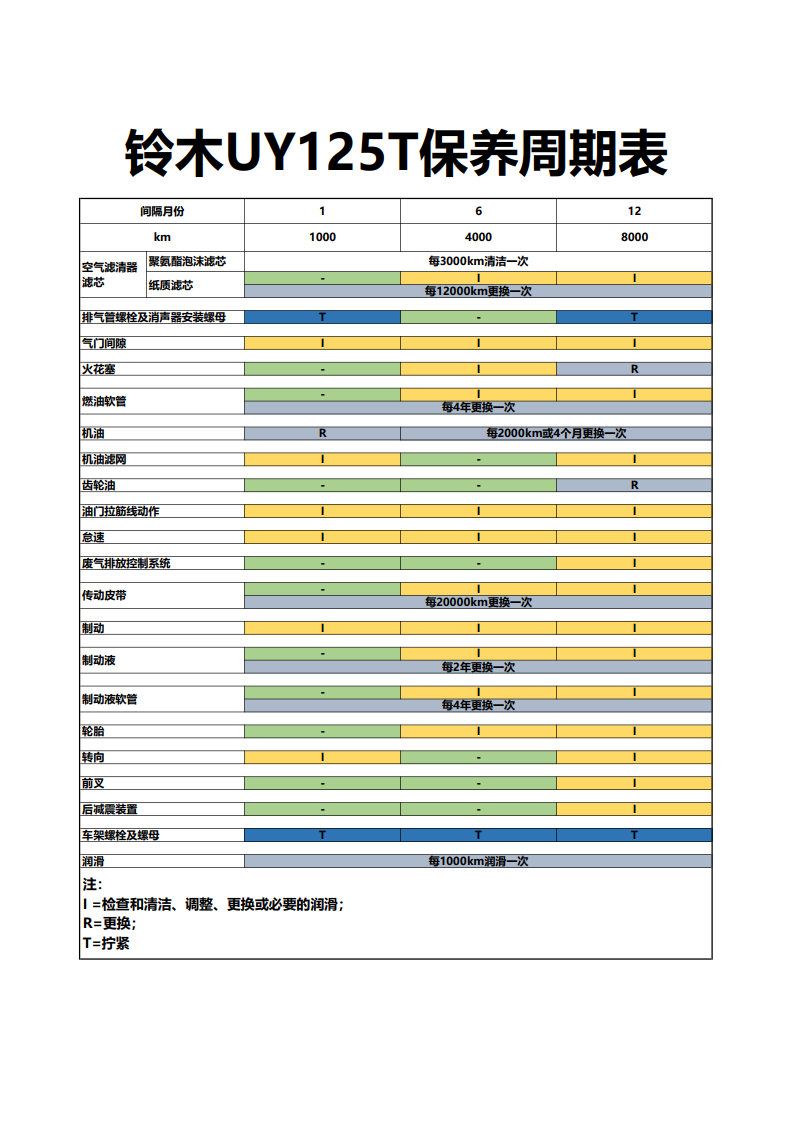 铃木UY125T保养周期表
间隔月份 1 6 12
km 1000 4000 8000
空气滤清器滤芯 聚氨酯泡沫滤芯 每3000km清洁一次
纸质滤芯 - I I
每12000km更换一次
排气管螺栓及消声器安装螺母 T - T
气门间隙 I I I
火花塞 - I R
燃油软管 - I I
每4年更换一次
机油 R 每2000km或4个月更换一次
机油滤网 I - I
齿轮油 - - R
油门拉筋线动作 I I I
怠速 I I I
废气排放控制系统 - - I
传动皮带 - I I
每20000km更换一次
制动 I I I
制动液 - I I
每2年更换一次
制动液软管 - I I
每4年更换一次
轮胎 - I I
转向 I - I
前叉 - - I
后减震装置 - - I
车架螺栓及螺母 T T T
润滑 每1000km润滑一次
注：
I =检查和清洁、调整、更换或必要的润滑；
R=更换；
T=拧紧